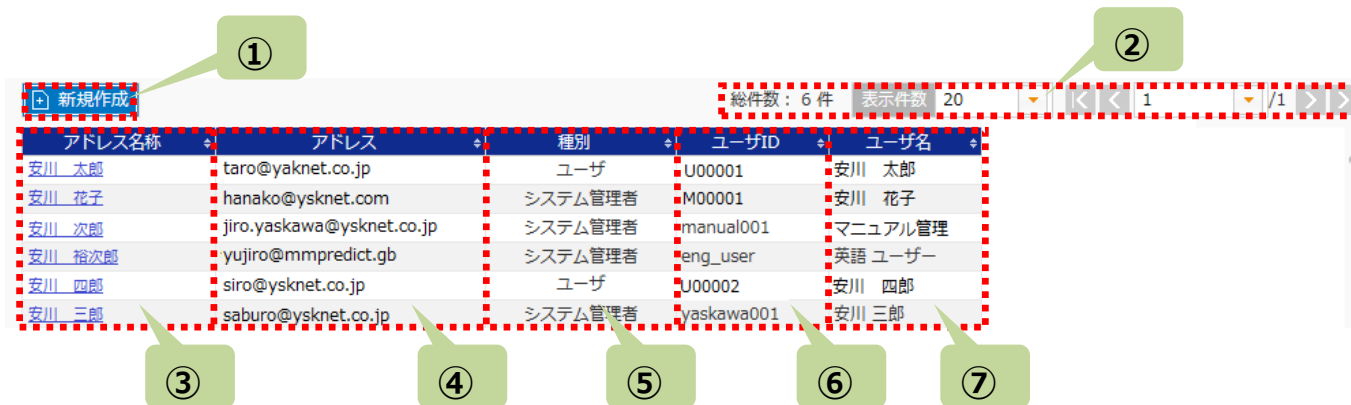 ① ②
新規作成 総件数： 6 件 表示件数 20 1 /1
アドレス名称 アドレス 種別 ユーザID ユーザ名
安川　太郎 taro@yaknet.co.jp ユーザ U00001 安川　太郎
安川　花子 hanako@ysknet.com システム管理者 M00001 安川　花子
安川　次郎 jiro.yaskawa@ysknet.co.jp システム管理者 manual001 マニュアル管理
安川　裕次郎 yujiro@mmpredict.gb システム管理者 eng_user 英語 ユーザー
安川　四郎 siro@ysknet.co.jp ユーザ U00002 安川　四郎
安川　三郎 saburo@ysknet.co.jp システム管理者 yaskawa001 安川 三郎
③ ④ ⑤ ⑥ ⑦